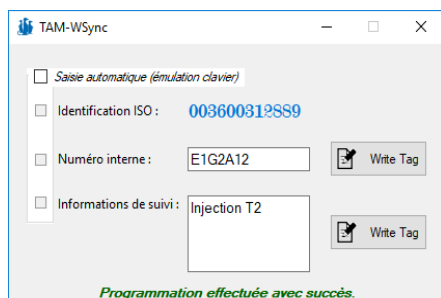 TAM-WSync
Saisie automatique (émulation clavier)
Identification ISO : 003600312889
Numéro interne : E1G2A12 Write Tag
Informations de suivi : Injection T2 Write Tag
Programmation effectuée avec succès.